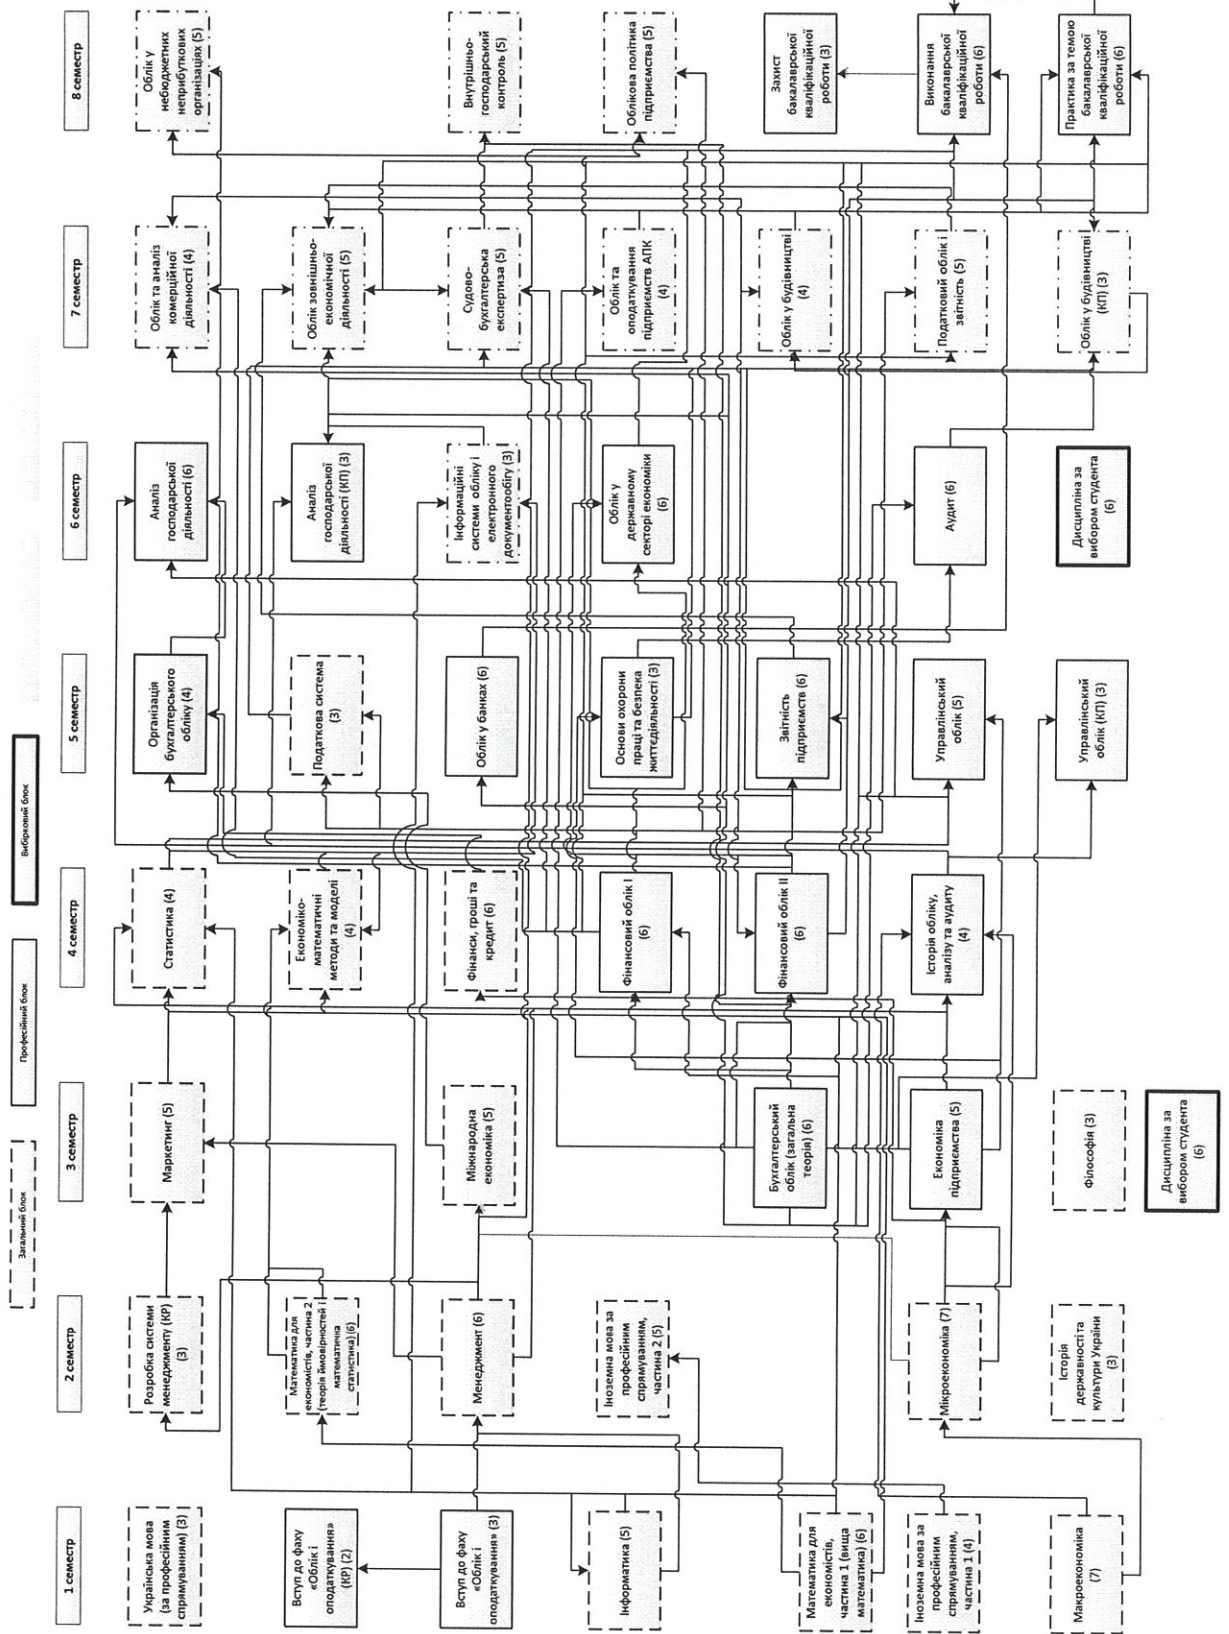 Загальний блок
Професійний блок
Вибірковий блок
1 семестр
2 семестр
3 семестр
4 семестр
5 семестр
6 семестр
7 семестр
8 семестр
Українська мова
(за професійним
спрямуванням) (3)
Вступ до фаху
«Облік і
оподаткування»
(КР) (2)
Вступ до фаху
«Облік і
оподаткування» (3)
Інформатика (5)
Математика для
економістів,
частина 1 (вища
математика) (6)
Іноземна мова за
професійним
спрямуванням,
частина 1 (4)
Макроекономіка
(7)
Розробка системи
менеджменту (КР)
(3)
Математика для
економістів, частина 2
(теорія ймовірностей і
математична
статистика) (6)
Менеджмент (6)
Іноземна мова за
професійним
спрямуванням,
частина 2 (5)
Мікроекономіка (7)
Історія
державності та
культури України
(3)
Маркетинг (5)
Міжнародна
економіка (5)
Бухгалтерський
облік (загальна
теорія) (6)
Економіка
підприємства (5)
Філософія (3)
Дисципліна за
вибором студента
(6)
Статистика (4)
Економіко-
математичні
методи та моделі
(4)
Фінанси, гроші та
кредит (6)
Фінансовий облік I
(6)
Фінансовий облік II
(6)
Історія обліку,
аналізу та аудиту
(4)
Організація
бухгалтерського
обліку (4)
Податкова система
(3)
Облік у банках (6)
Основи охорони
праці та безпека
життєдіяльності (3)
Звітність
підприємств (6)
Управлінський
облік (5)
Управлінський
облік (КП) (3)
Аналіз
господарської
діяльності (6)
Аналіз
господарської
діяльності (КП) (3)
Інформаційні
системи обліку і
електронного
документообігу (3)
Облік у
державному
секторі економіки
(6)
Аудит (6)
Дисципліна за
вибором студента
(6)
Облік та аналіз
комерційної
діяльності (4)
Облік зовнішньо-
економічної
діяльності (5)
Судово-
бухгалтерська
експертиза (5)
Облік та
оподаткування
підприємств АПК
(4)
Облік у будівництві
(4)
Податковий облік і
звітність (5)
Облік у будівництві
(КП) (3)
Облік у
небюджетних
неприбуткових
організаціях (5)
Внутрішньо-
господарський
контроль (5)
Облікова політика
підприємства (5)
Захист
бакалаврської
кваліфікаційної
роботи (3)
Виконання
бакалаврської
кваліфікаційної
роботи (6)
Практика за темою
бакалаврської
кваліфікаційної
роботи (6)